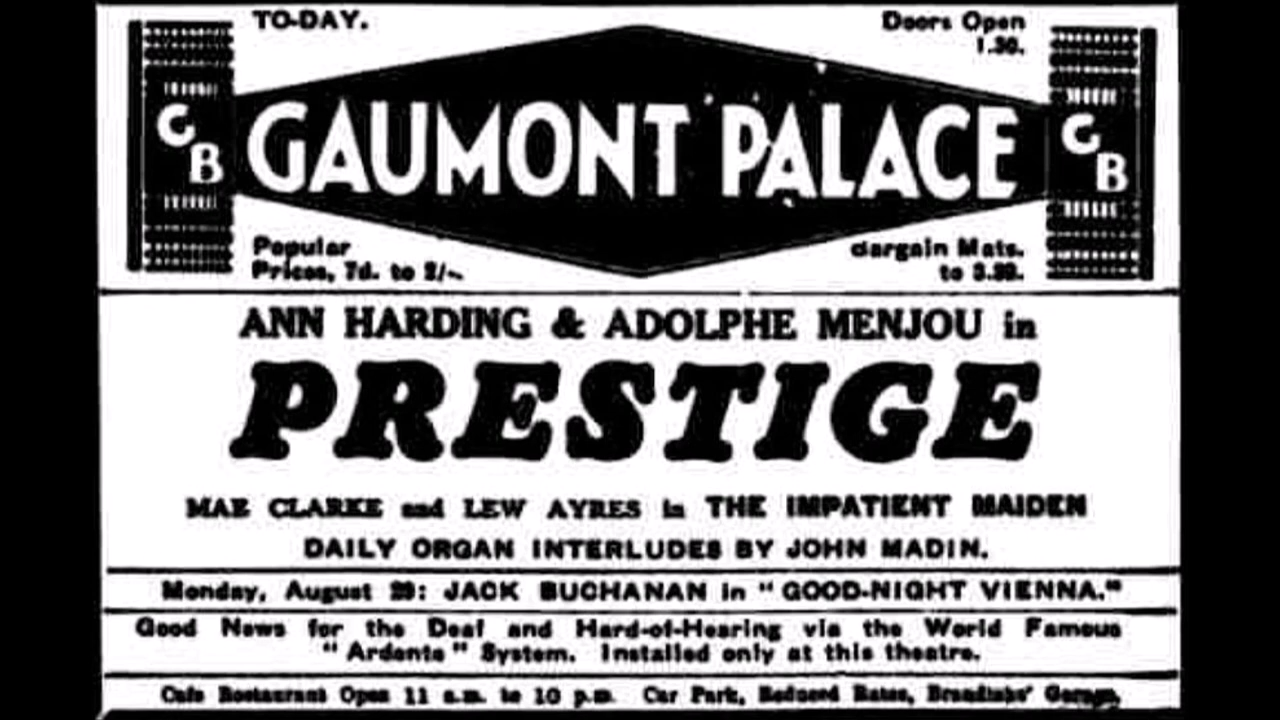 TO-DAY.
Doors Open
1.30.
GB
GAUMONT PALACE
GB
Popular
Prices, 7d. to 2/-.
Bargain Mats.
to
ANN HARDING & ADOLPHE MENJOU in
PRESTIGE
MAE CLARKE and LEW AYRES in THE IMPATIENT MAIDEN
DAILY ORGAN INTERLUDES BY JOHN MADIN.
Monday, August 29: JACK BUCHANAN in "GOOD-NIGHT VIENNA."
Good News for the Deaf and Hard-of-Hearing via the World Famous
"Ardente" System. Installed only at this theatre.
Cafe Restaurant Open 11 a.m. to 10 p.m. Car Park, Reduced Rates, Garage.